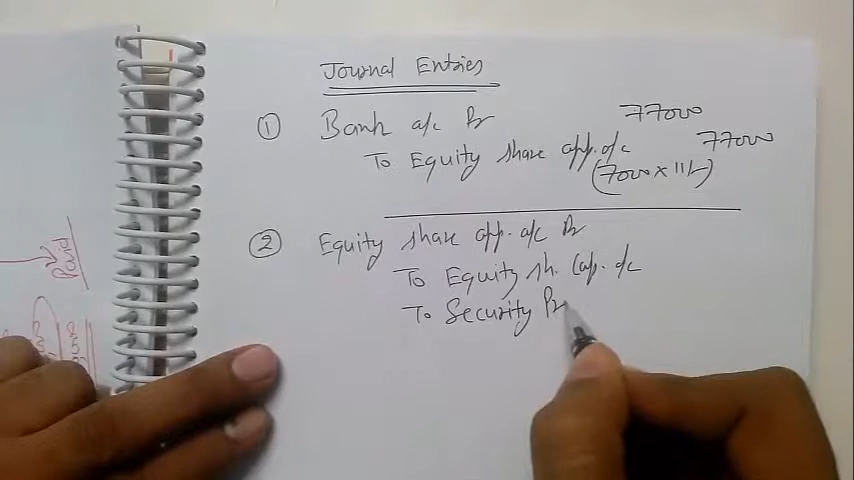 Journal Entries
① Bank a/c Dr 77000
To Equity share app. a/c 77000
(7000 x 11/-)
② Equity share app. a/c Dr
To Equity sh. Cap. a/c
To Security Pr
Paid